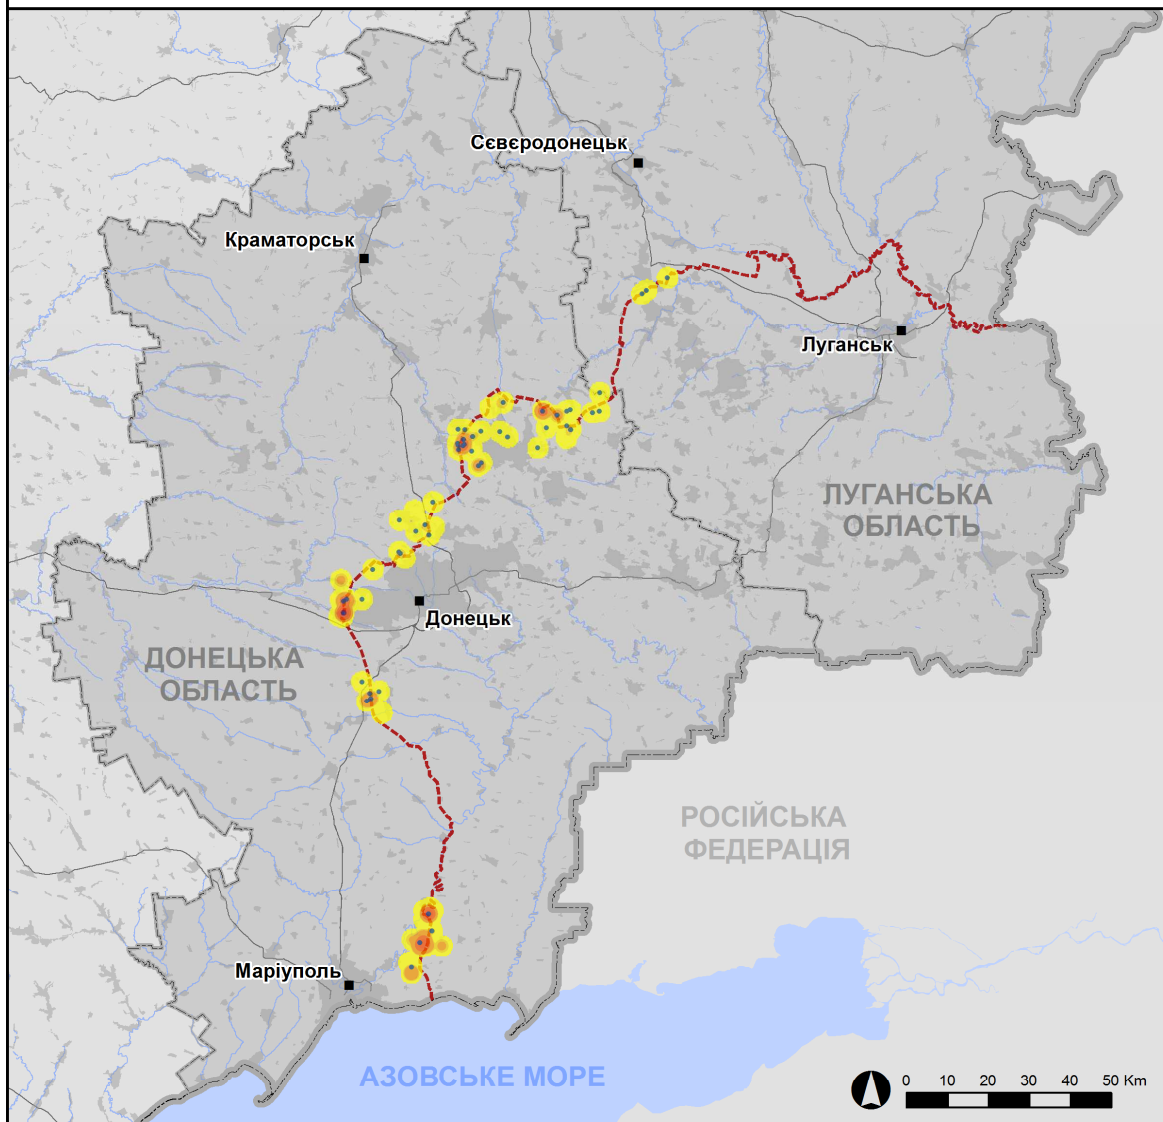 Сєвєродонецьк
Краматорськ
Луганськ
ЛУГАНСЬКА
ОБЛАСТЬ
Донецьк
ДОНЕЦЬКА
ОБЛАСТЬ
РОСІЙСЬКА
ФЕДЕРАЦІЯ
Маріуполь
АЗОВСЬКЕ МОРЕ
0 10 20 30 40 50 Km